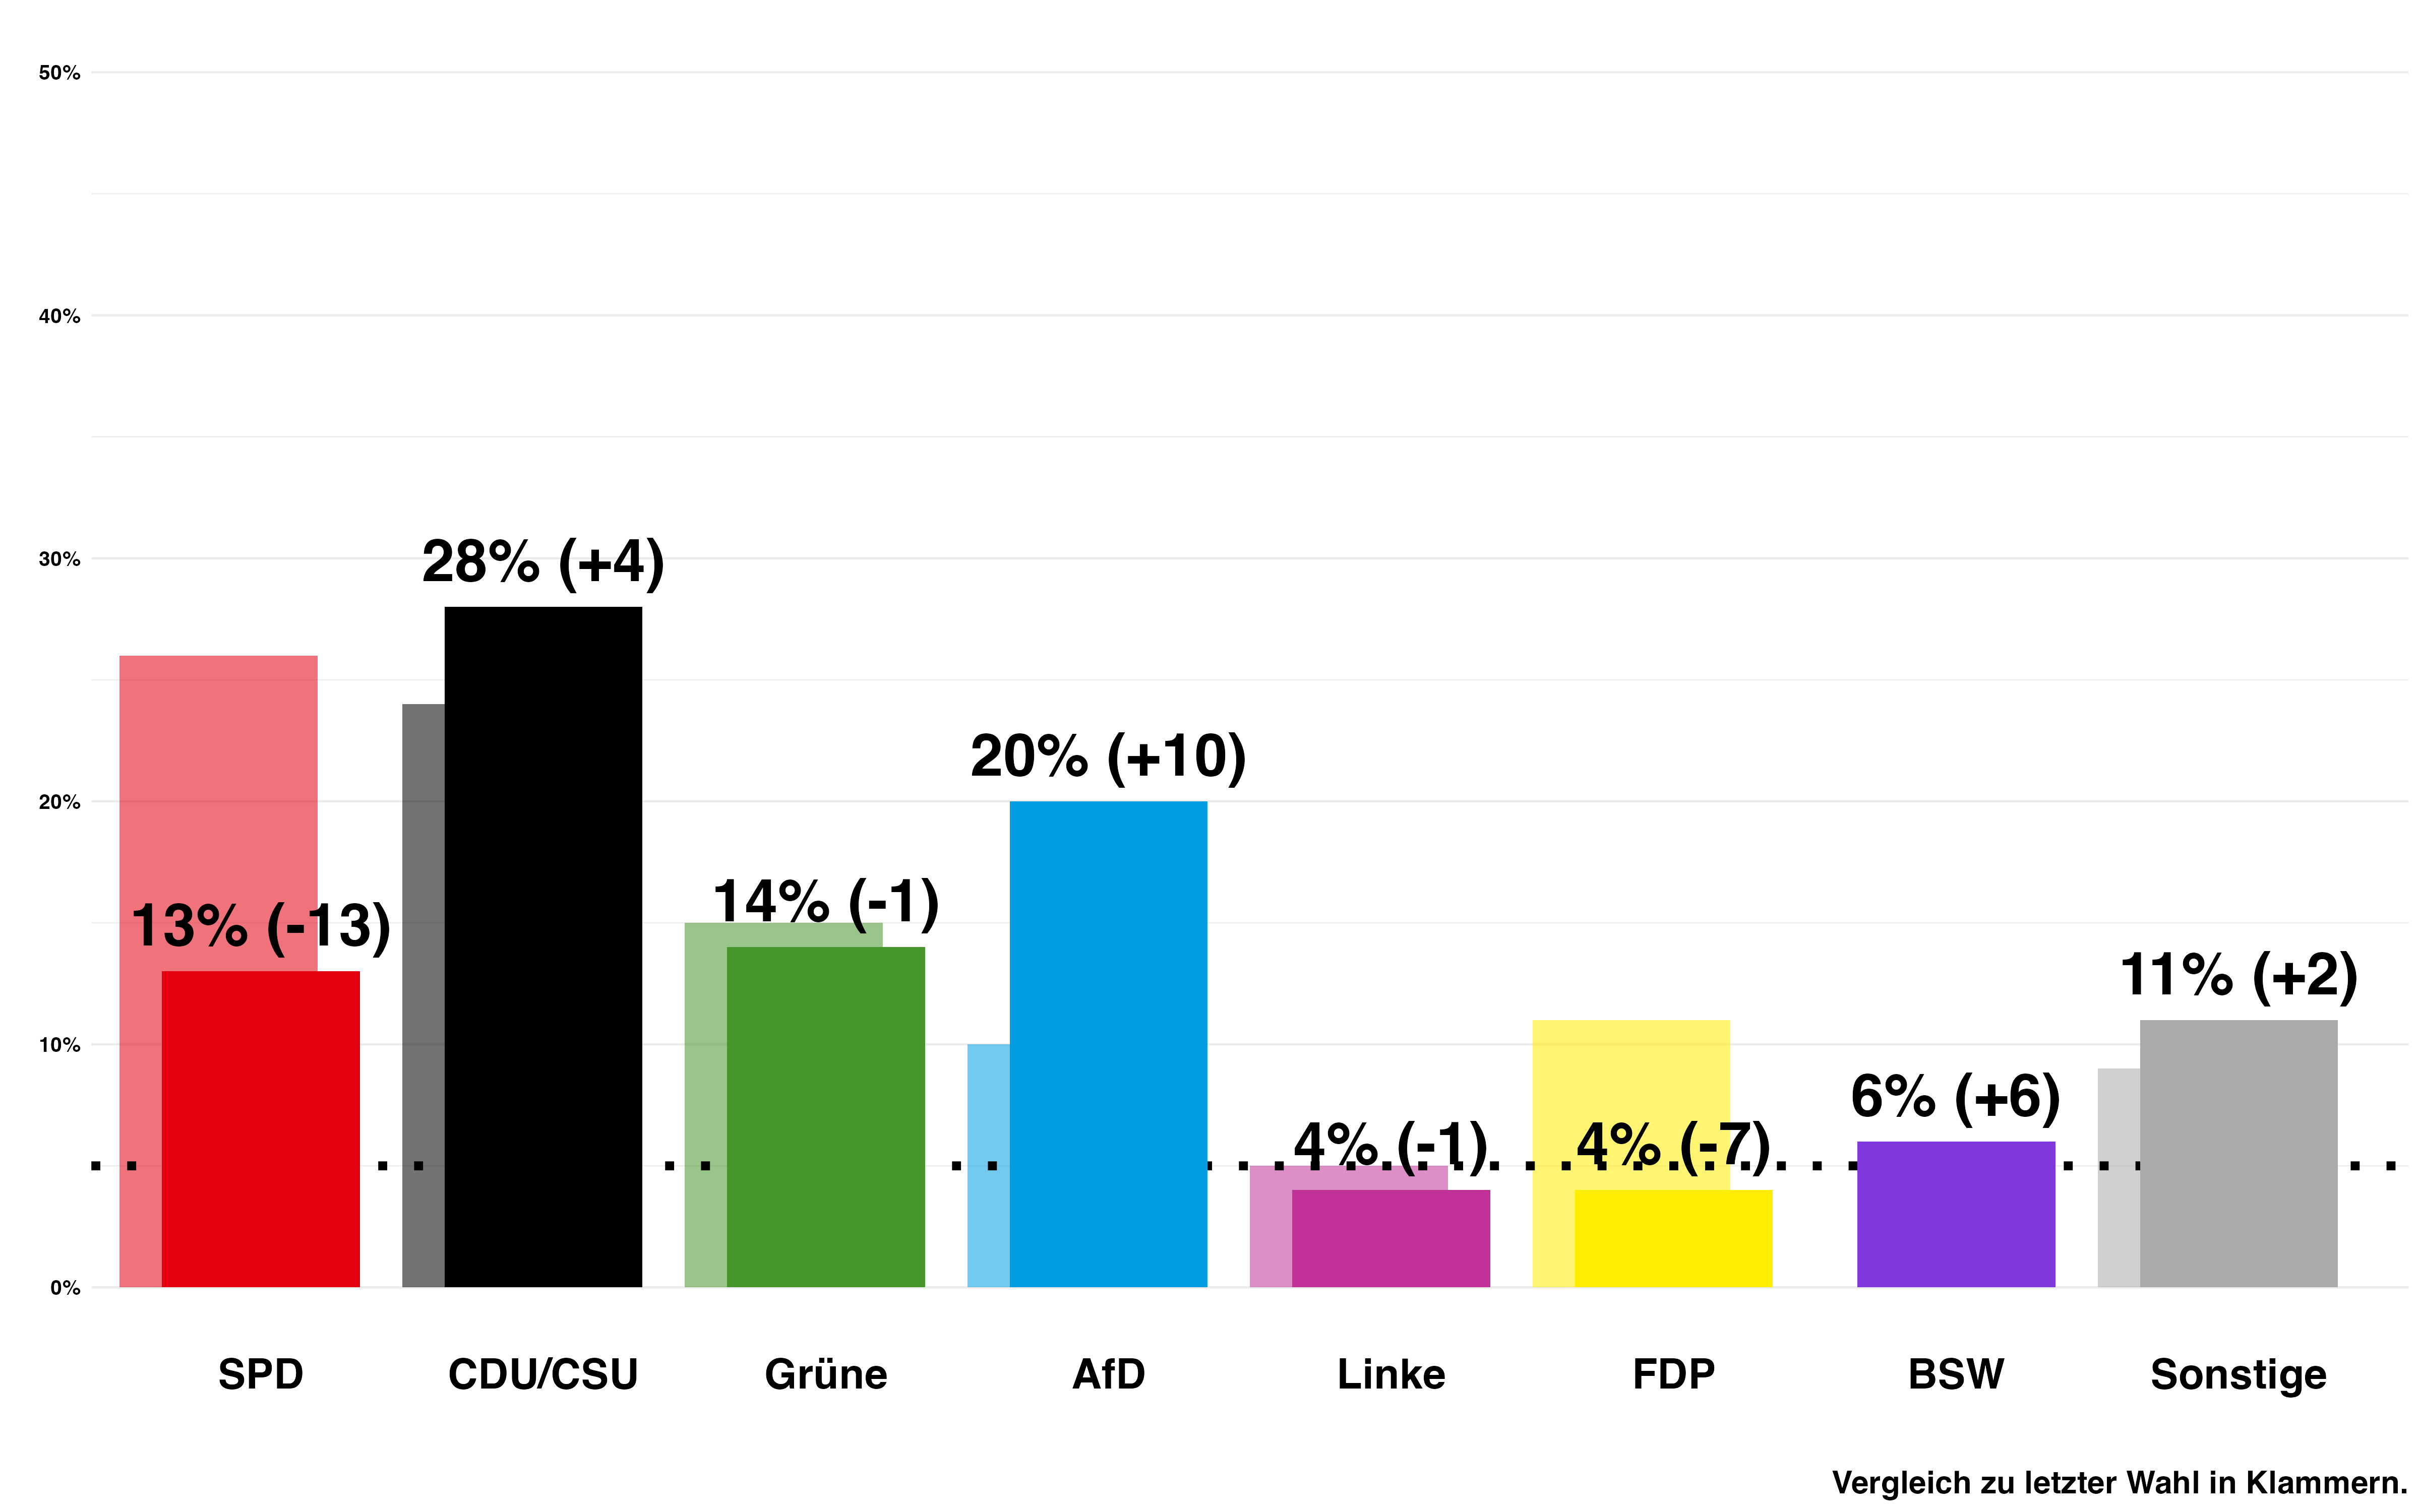 50%
40%
30%
20%
10%
0%
13% (-13)
28% (+4)
14% (-1)
20% (+10)
4% (-1)
4% (-7)
6% (+6)
11% (+2)
SPD
CDU/CSU
Grüne
AfD
Linke
FDP
BSW
Sonstige
Vergleich zu letzter Wahl in Klammern.